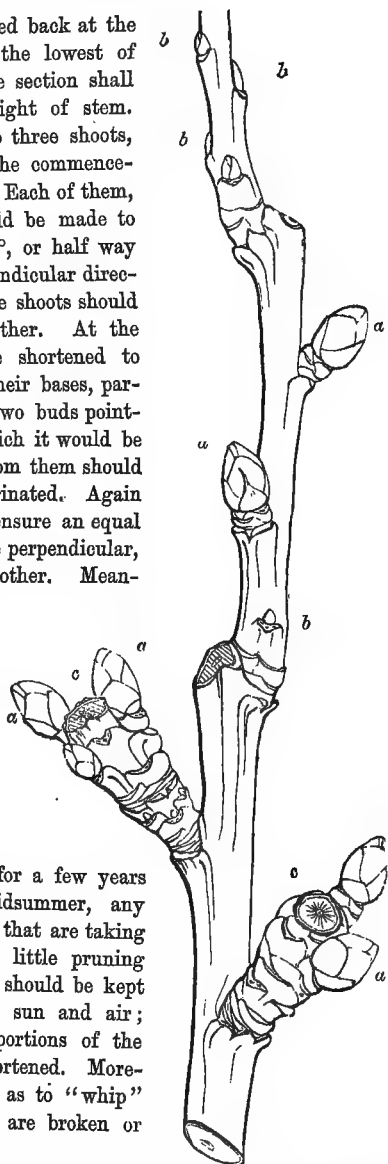 ed back at the
the lowest of
e section shall
ight of stem.
three shoots,
he commence-
Each of them,
ld be made to
°, or half way
ndicular direc-
e shoots should
ther. At the
e shortened to
heir bases, par-
wo buds point-
ich it would be
om them should
inated. Again
ensure an equal
e perpendicular,
other. Mean-
for a few years
idsummer, any
that are taking
little pruning
should be kept
sun and air;
portions of the
rtened. More-
as to "whip"
are broken or
b
b
b
a
a
b
a
c
a
c
a